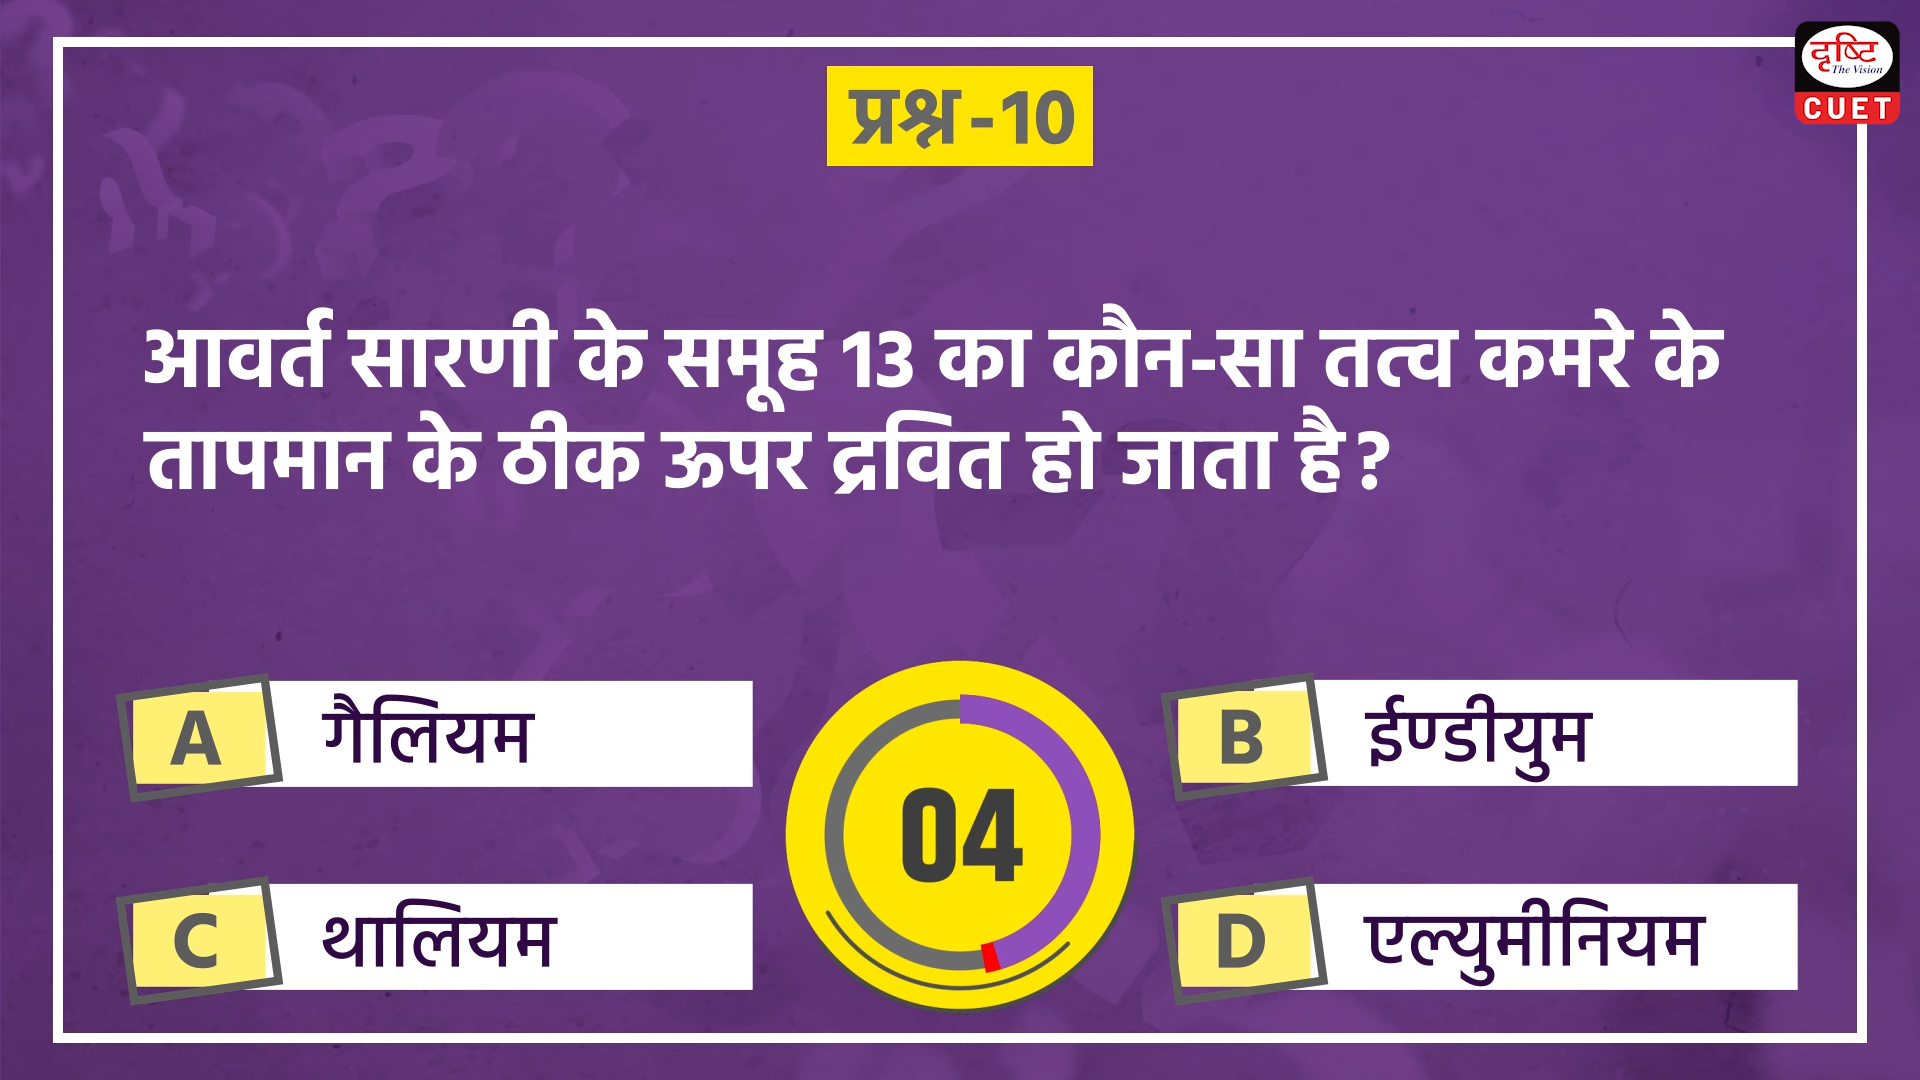 दृष्टि
The Vision
CUET
प्रश्न-10
आवर्त सारणी के समूह 13 का कौन-सा तत्व कमरे के
तापमान के ठीक ऊपर द्रवित हो जाता है?
A गैलियम
B ईण्डीयुम
04
C थालियम
D एल्युमीनियम